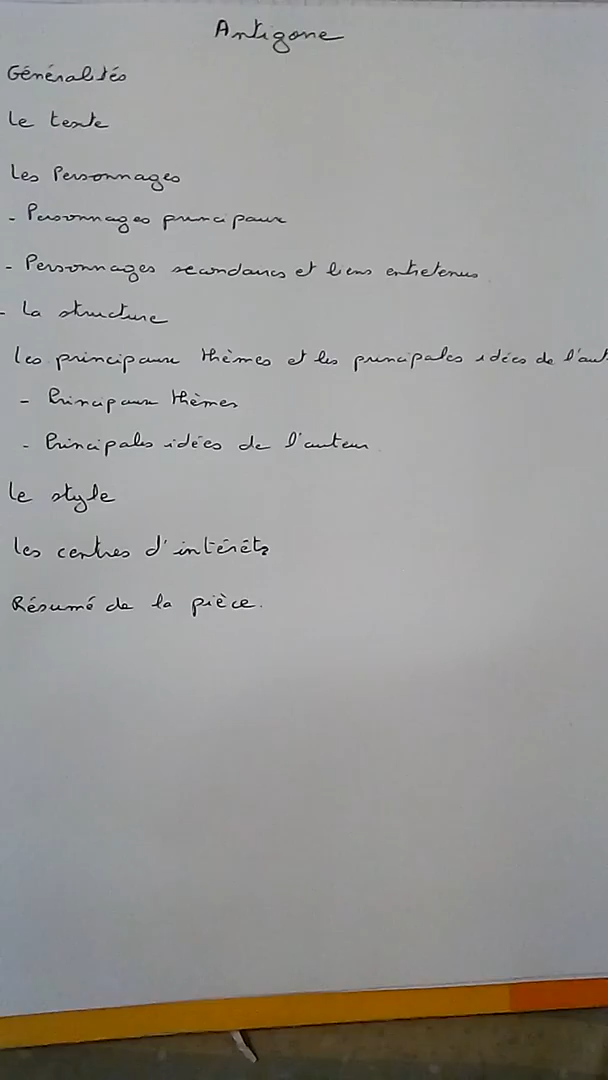 Antigone
Généralités
Le texte
Les Personnages
- Personnages principaux
- Personnages secondaires et liens entretenus
- La structure
Les principaux thèmes et les principales idées de l'aut
- Principaux thèmes
- Principales idées de l'auteur
Le style
Les centres d'intérêts
Résumé de la pièce.